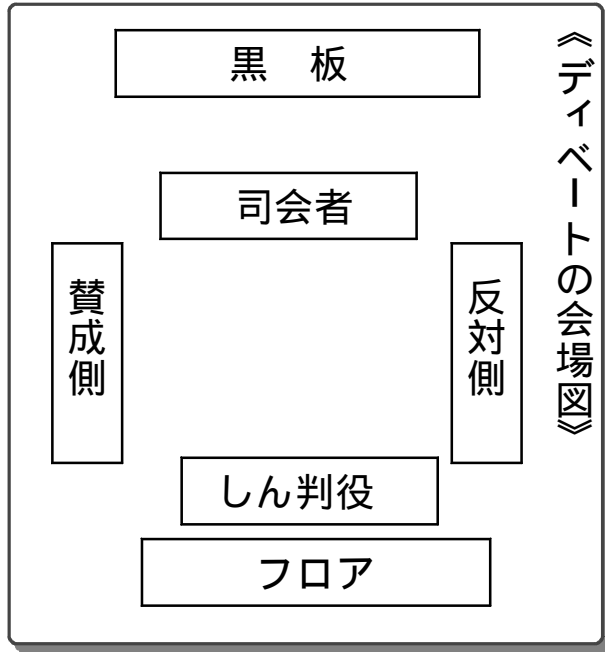 《ディベートの会場図》
黒　板
司会者
賛成側
反対側
しん判役
フロア